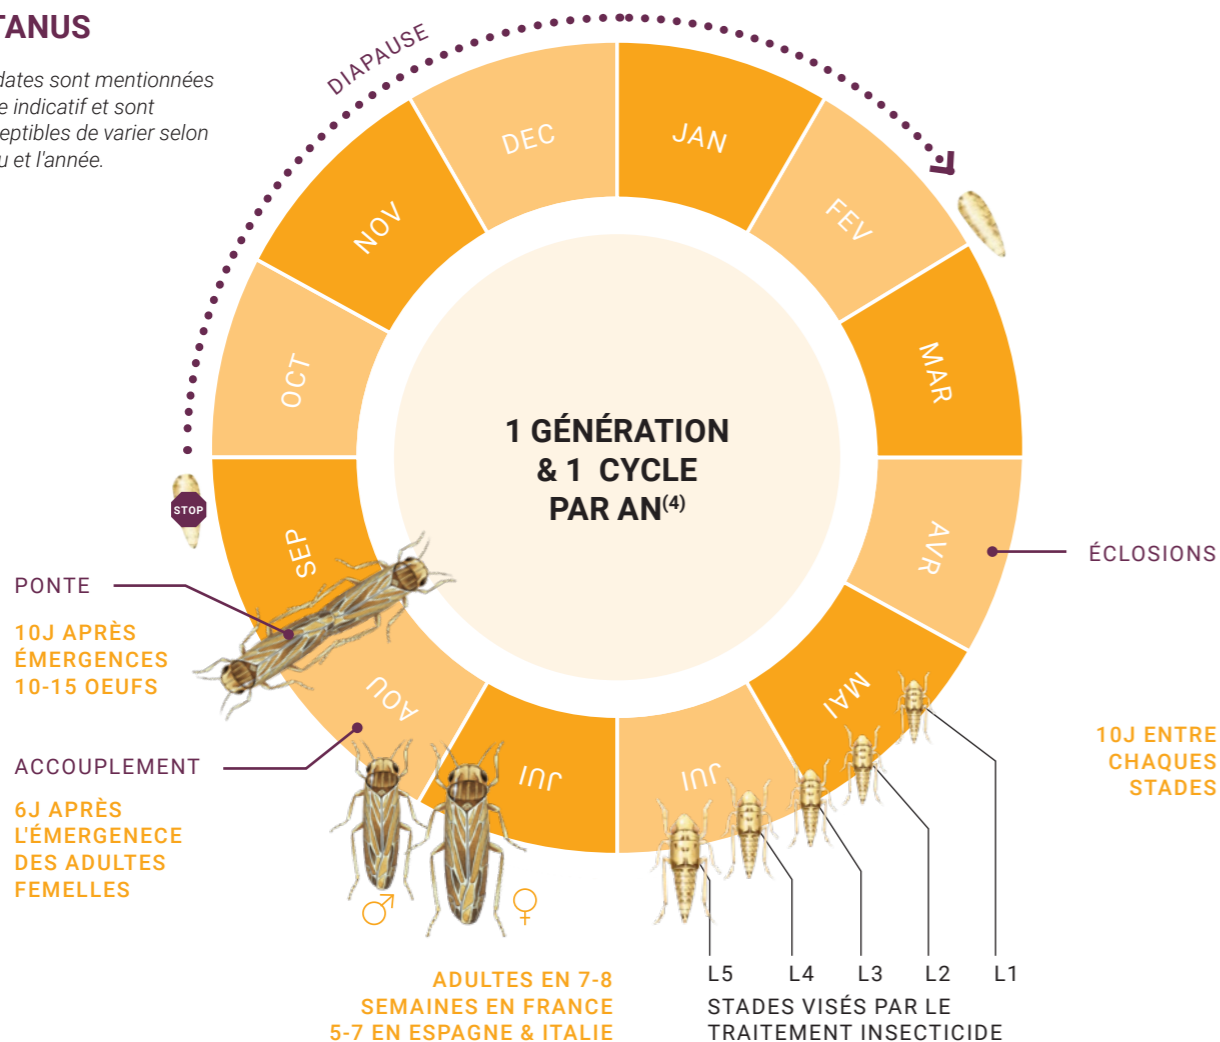 TANUS
dates sont mentionnées
e indicatif et sont
eptibles de varier selon
u et l'année.
DIAPAUSE
DEC
JAN
NOV
FEV
OCT
MAR
1 GÉNÉRATION
& 1 CYCLE
PAR AN(4)
STOP
SEP
AVR
ÉCLOSIONS
PONTE
10J APRÈS
ÉMERGENCES
10-15 OEUFS
AOU
MAI
10J ENTRE
CHAQUES
STADES
ACCOUPLEMENT
6J APRÈS
L'ÉMERGENECE
DES ADULTES
FEMELLES
JUI
JUI
♂
♀
ADULTES EN 7-8
SEMAINES EN FRANCE
5-7 EN ESPAGNE & ITALIE
L5 L4 L3 L2 L1
STADES VISÉS PAR LE
TRAITEMENT INSECTICIDE